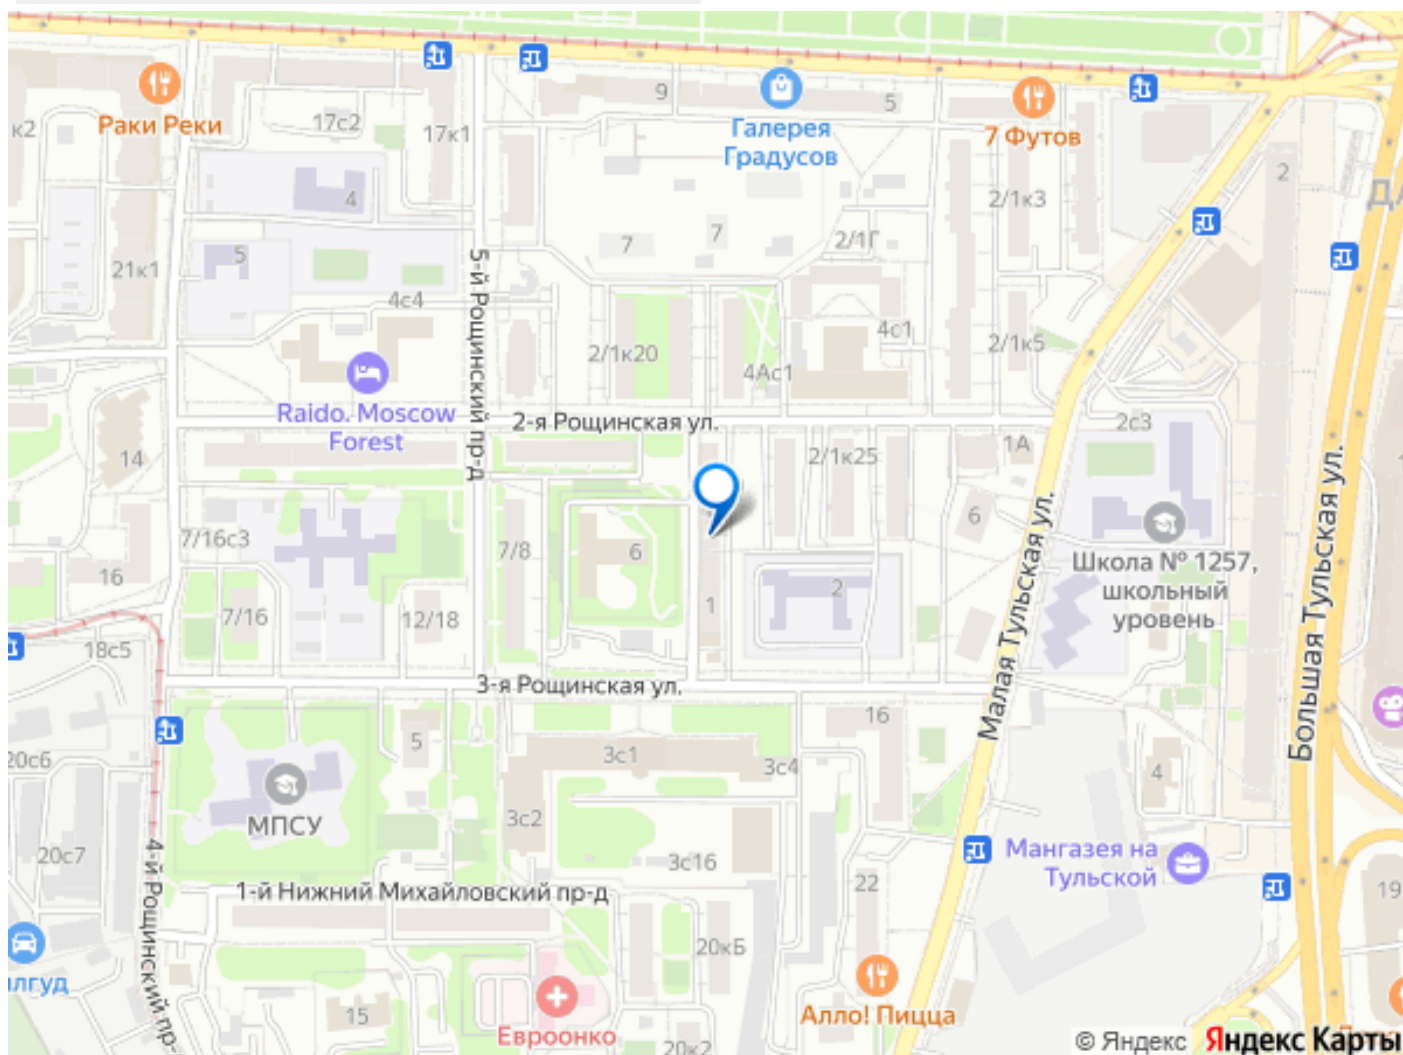 Раки Реки
к2
17с2
17к1
9
5
Галерея
Градусов
7 Футов
2
4
2/1к3
5
7
7
2/1Г
21к1
5-й Рощинский пр-д
4с4
2/1к20
4с1
2/1к5
4Ас1
Raido. Moscow
Forest
2-я Рощинская ул.
2с3
14
2/1к25
1А
6
7/16с3
7/8
6
16
Школа № 1257,
школьный
уровень
2
1
7/16
12/18
Малая Тульская ул.
Большая Тульская ул.
18с5
3-я Рощинская ул.
16
5
3с1
3с4
20с6
4
МПСУ
3с2
20с7
3с16
Мангазея на
Тульской
4-й Рощинский пр-
1-й Нижний Михайловский пр-д
22
19
20кБ
лгуд
15
Евроонко
Алло! Пицца
20к2
© Яндекс Яндекс Карты